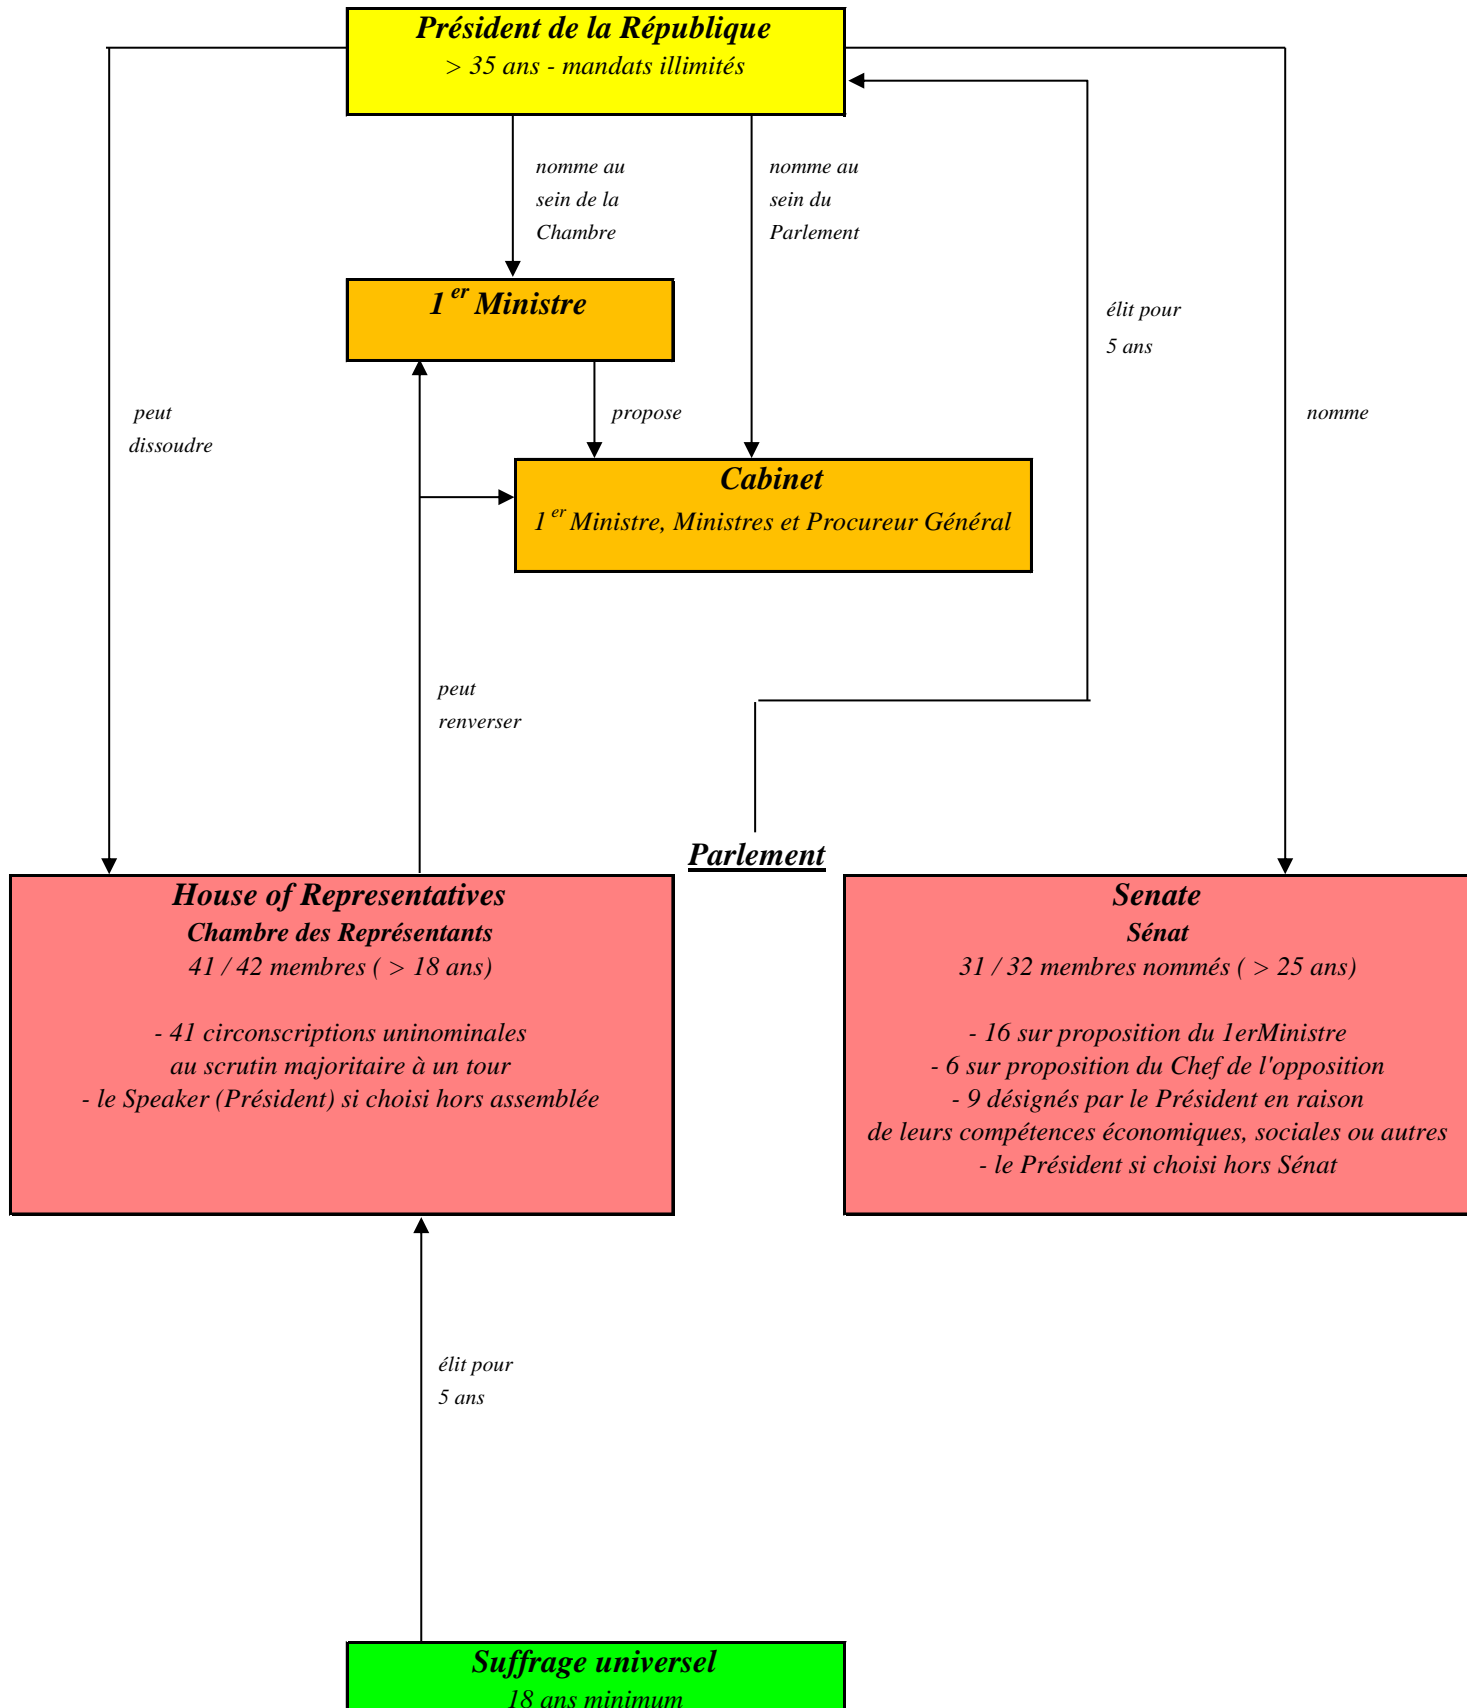 Président de la République
> 35 ans - mandats illimités
nomme au
sein de la
Chambre
nomme au
sein du
Parlement
1er Ministre
élit pour
5 ans
peut
dissoudre
propose
nomme
Cabinet
1er Ministre, Ministres et Procureur Général
peut
renverser
Parlement
House of Representatives
Chambre des Représentants
41 / 42 membres ( > 18 ans)
- 41 circonscriptions uninominales
au scrutin majoritaire à un tour
- le Speaker (Président) si choisi hors assemblée
Senate
Sénat
31 / 32 membres nommés ( > 25 ans)
- 16 sur proposition du 1erMinistre
- 6 sur proposition du Chef de l'opposition
- 9 désignés par le Président en raison
de leurs compétences économiques, sociales ou autres
- le Président si choisi hors Sénat
élit pour
5 ans
Suffrage universel
18 ans minimum